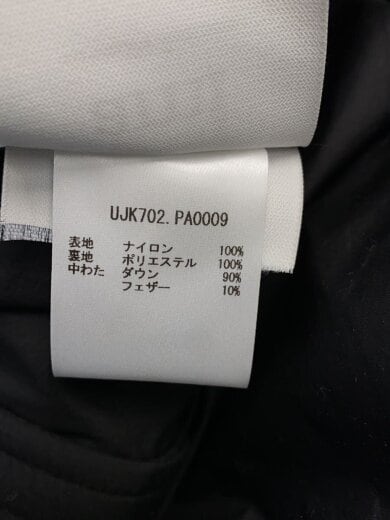 UJK702.PA0009
表地 ナイロン 100%
裏地 ポリエステル 100%
中わた ダウン 90%
フェザー 10%